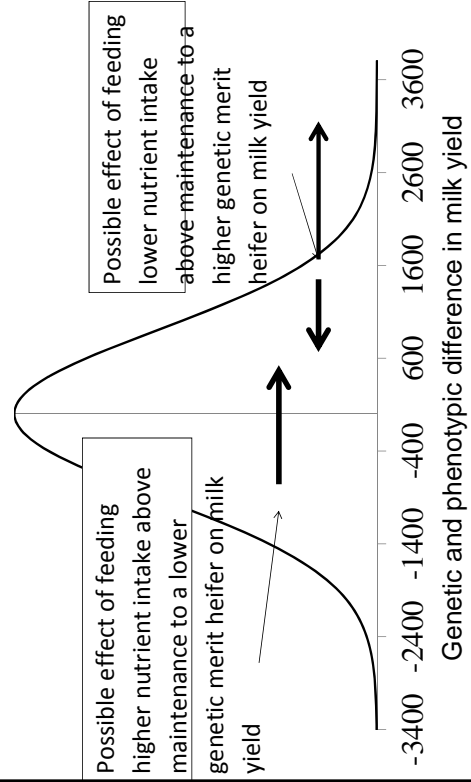 Possible effect of feeding
higher nutrient intake above
maintenance to a lower
genetic merit heifer on milk
yield
Possible effect of feeding
lower nutrient intake
above maintenance to a
higher genetic merit
heifer on milk yield
-3400 -2400 -1400 -400 600 1600 2600 3600
Genetic and phenotypic difference in milk yield